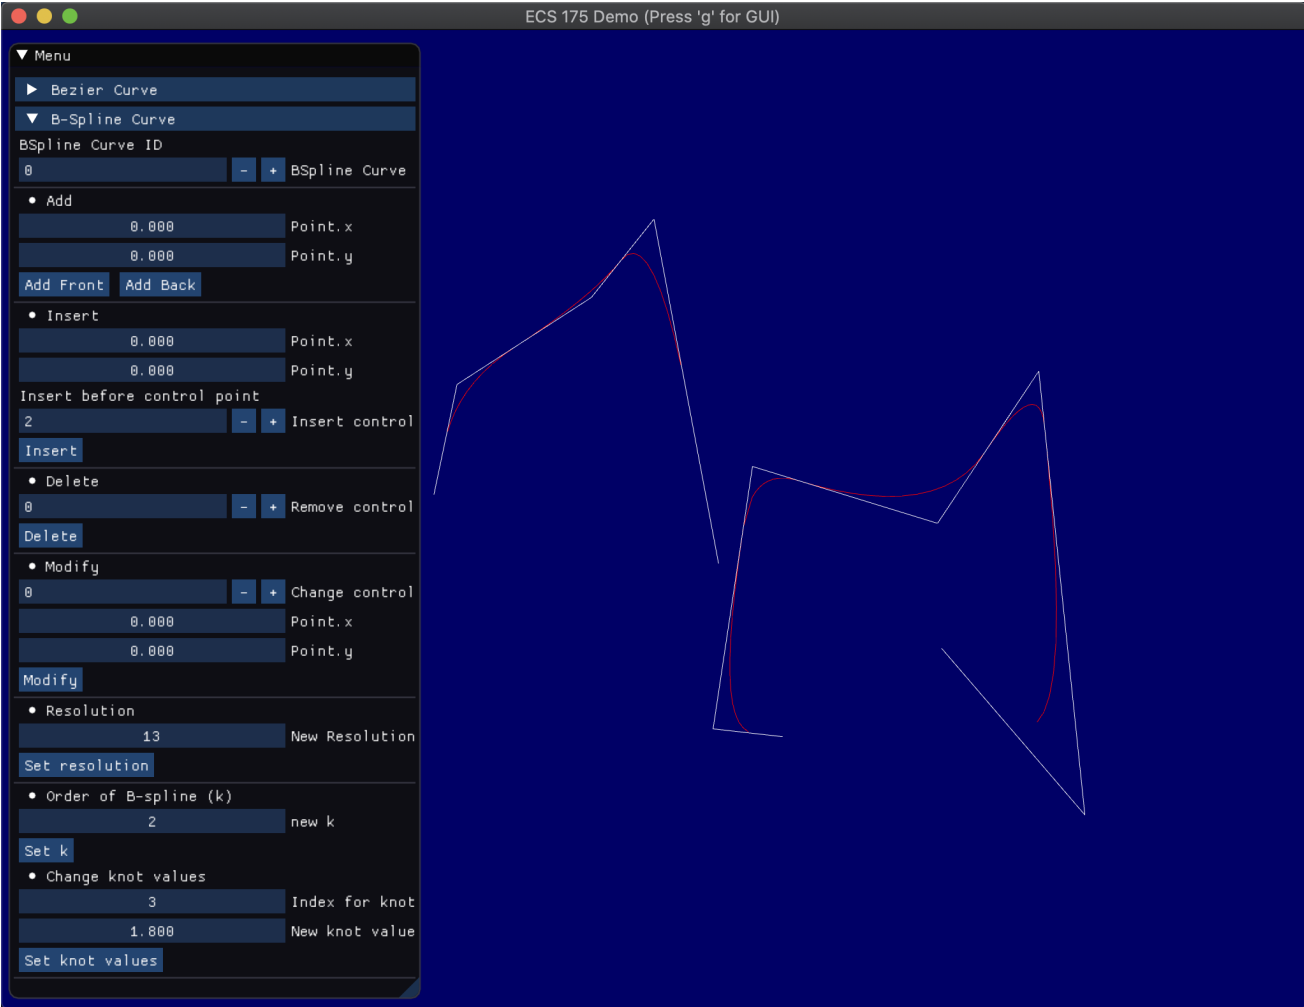 ECS 175 Demo (Press 'g' for GUI)
Menu
Bezier Curve
B-Spline Curve
BSpline Curve ID
0 - + BSpline Curve
Add
0.000 Point.x
0.000 Point.y
Add Front Add Back
Insert
0.000 Point.x
0.000 Point.y
Insert before control point
2 - + Insert control
Insert
Delete
0 - + Remove control
Delete
Modify
0 - + Change control
0.000 Point.x
0.000 Point.y
Modify
Resolution
13 New Resolution
Set resolution
Order of B-spline (k)
2 new k
Set k
Change knot values
3 Index for knot
1.800 New knot value
Set knot values